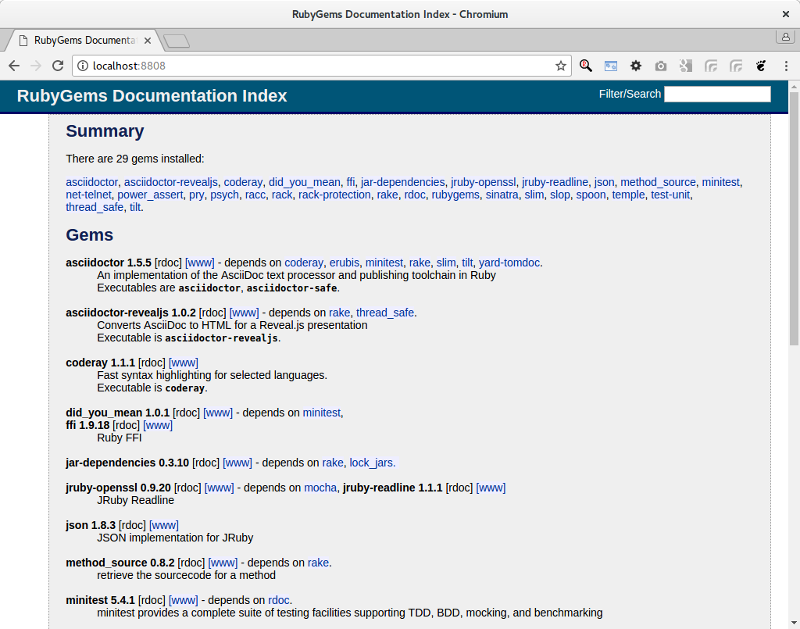 RubyGems Documentation Index - Chromium
RubyGems Documenta
localhost:8808
RubyGems Documentation Index
Filter/Search
Summary
There are 29 gems installed:
asciidoctor, asciidoctor-revealjs, coderay, did_you_mean, ffi, jar-dependencies, jruby-openssl, jruby-readline, json, method_source, minitest,
net-telnet, power_assert, pry, psych, racc, rack, rack-protection, rake, rdoc, rubygems, sinatra, slim, slop, spoon, temple, test-unit,
thread_safe, tilt.
Gems
asciidoctor 1.5.5 [rdoc] [www] - depends on coderay, erubis, minitest, rake, slim, tilt, yard-tomdoc.
An implementation of the AsciiDoc text processor and publishing toolchain in Ruby
Executables are asciidoctor, asciidoctor-safe.
asciidoctor-revealjs 1.0.2 [rdoc] [www] - depends on rake, thread_safe.
Converts AsciiDoc to HTML for a Reveal.js presentation
Executable is asciidoctor-revealjs.
coderay 1.1.1 [rdoc] [www]
Fast syntax highlighting for selected languages.
Executable is coderay.
did_you_mean 1.0.1 [rdoc] [www] - depends on minitest,
ffi 1.9.18 [rdoc] [www]
Ruby FFI
jar-dependencies 0.3.10 [rdoc] [www] - depends on rake, lock_jars.
jruby-openssl 0.9.20 [rdoc] [www] - depends on mocha, jruby-readline 1.1.1 [rdoc] [www]
JRuby Readline
json 1.8.3 [rdoc] [www]
JSON implementation for JRuby
method_source 0.8.2 [rdoc] [www] - depends on rake.
retrieve the sourcecode for a method
minitest 5.4.1 [rdoc] [www] - depends on rdoc.
minitest provides a complete suite of testing facilities supporting TDD, BDD, mocking, and benchmarking